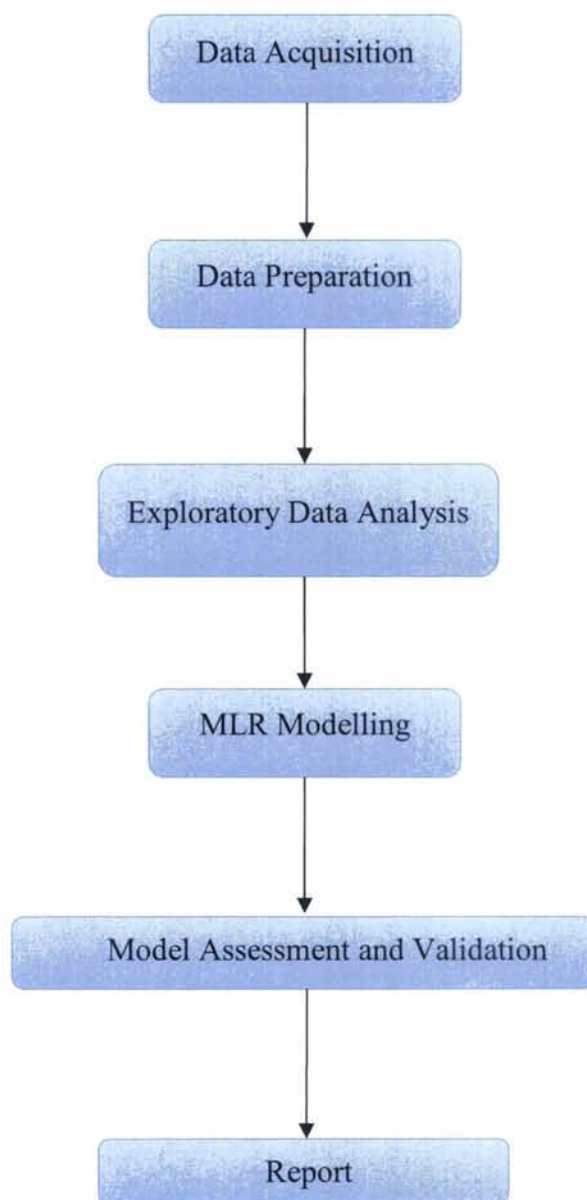 Data Acquisition
Data Preparation
Exploratory Data Analysis
MLR Modelling
Model Assessment and Validation
Report